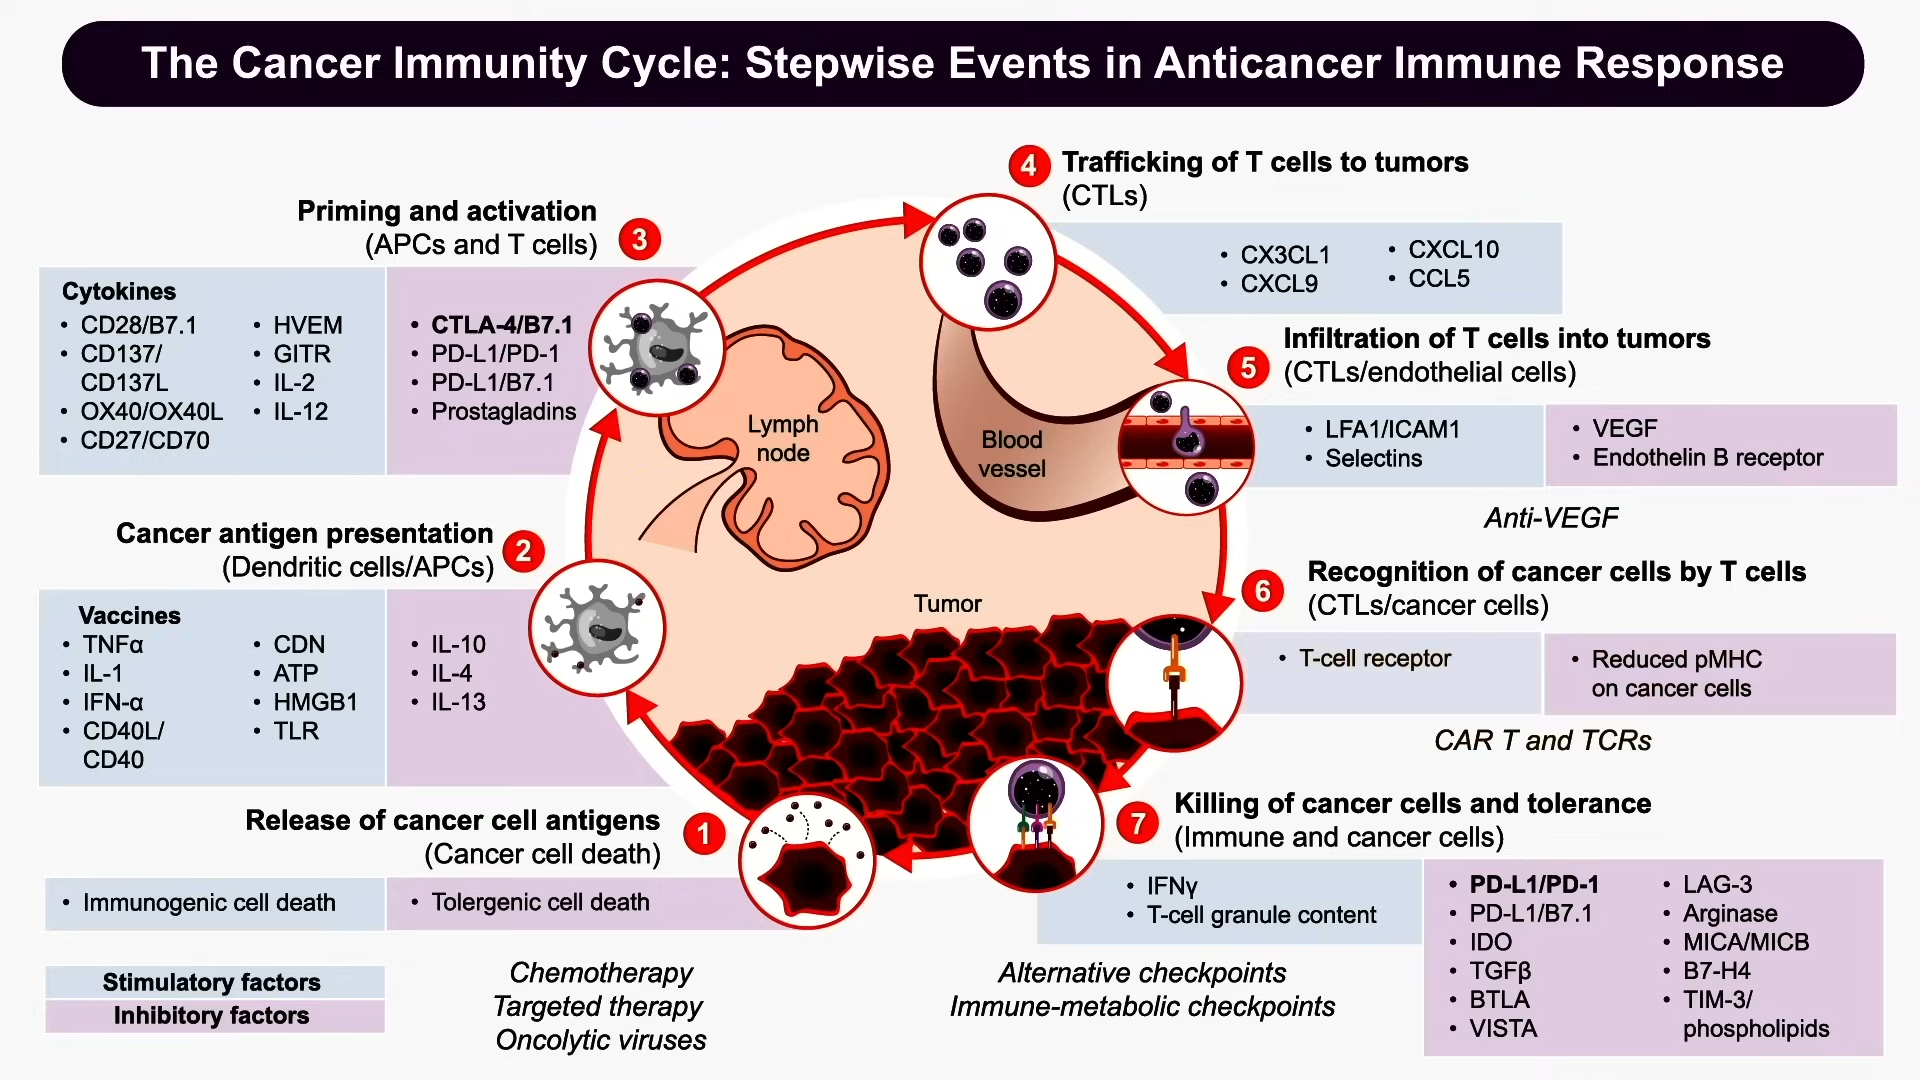 The Cancer Immunity Cycle: Stepwise Events in Anticancer Immune Response
4
Trafficking of T cells to tumors
(CTLs)
• CX3CL1
• CXCL9
• CXCL10
• CCL5
Priming and activation
(APCs and T cells)
3
Cytokines
• CD28/B7.1
• CD137/
CD137L
• OX40/OX40L
• CD27/CD70
• HVEM
• GITR
• IL-2
• IL-12
• CTLA-4/B7.1
• PD-L1/PD-1
• PD-L1/B7.1
• Prostagladins
Lymph
node
Blood
vessel
5
Infiltration of T cells into tumors
(CTLs/endothelial cells)
• LFA1/ICAM1
• Selectins
• VEGF
• Endothelin B receptor
Anti-VEGF
Cancer antigen presentation
(Dendritic cells/APCs)
2
Vaccines
• TNFα
• IL-1
• IFN-α
• CD40L/
CD40
• CDN
• ATP
• HMGB1
• TLR
• IL-10
• IL-4
• IL-13
Tumor
6
Recognition of cancer cells by T cells
(CTLs/cancer cells)
• T-cell receptor
• Reduced pMHC
on cancer cells
CAR T and TCRs
Release of cancer cell antigens
(Cancer cell death)
1
• Immunogenic cell death
• Tolergenic cell death
7
Killing of cancer cells and tolerance
(Immune and cancer cells)
• IFNγ
• T-cell granule content
• PD-L1/PD-1
• PD-L1/B7.1
• IDO
• TGFβ
• BTLA
• VISTA
• LAG-3
• Arginase
• MICA/MICB
• B7-H4
• TIM-3/
phospholipids
Stimulatory factors
Inhibitory factors
Chemotherapy
Targeted therapy
Oncolytic viruses
Alternative checkpoints
Immune-metabolic checkpoints